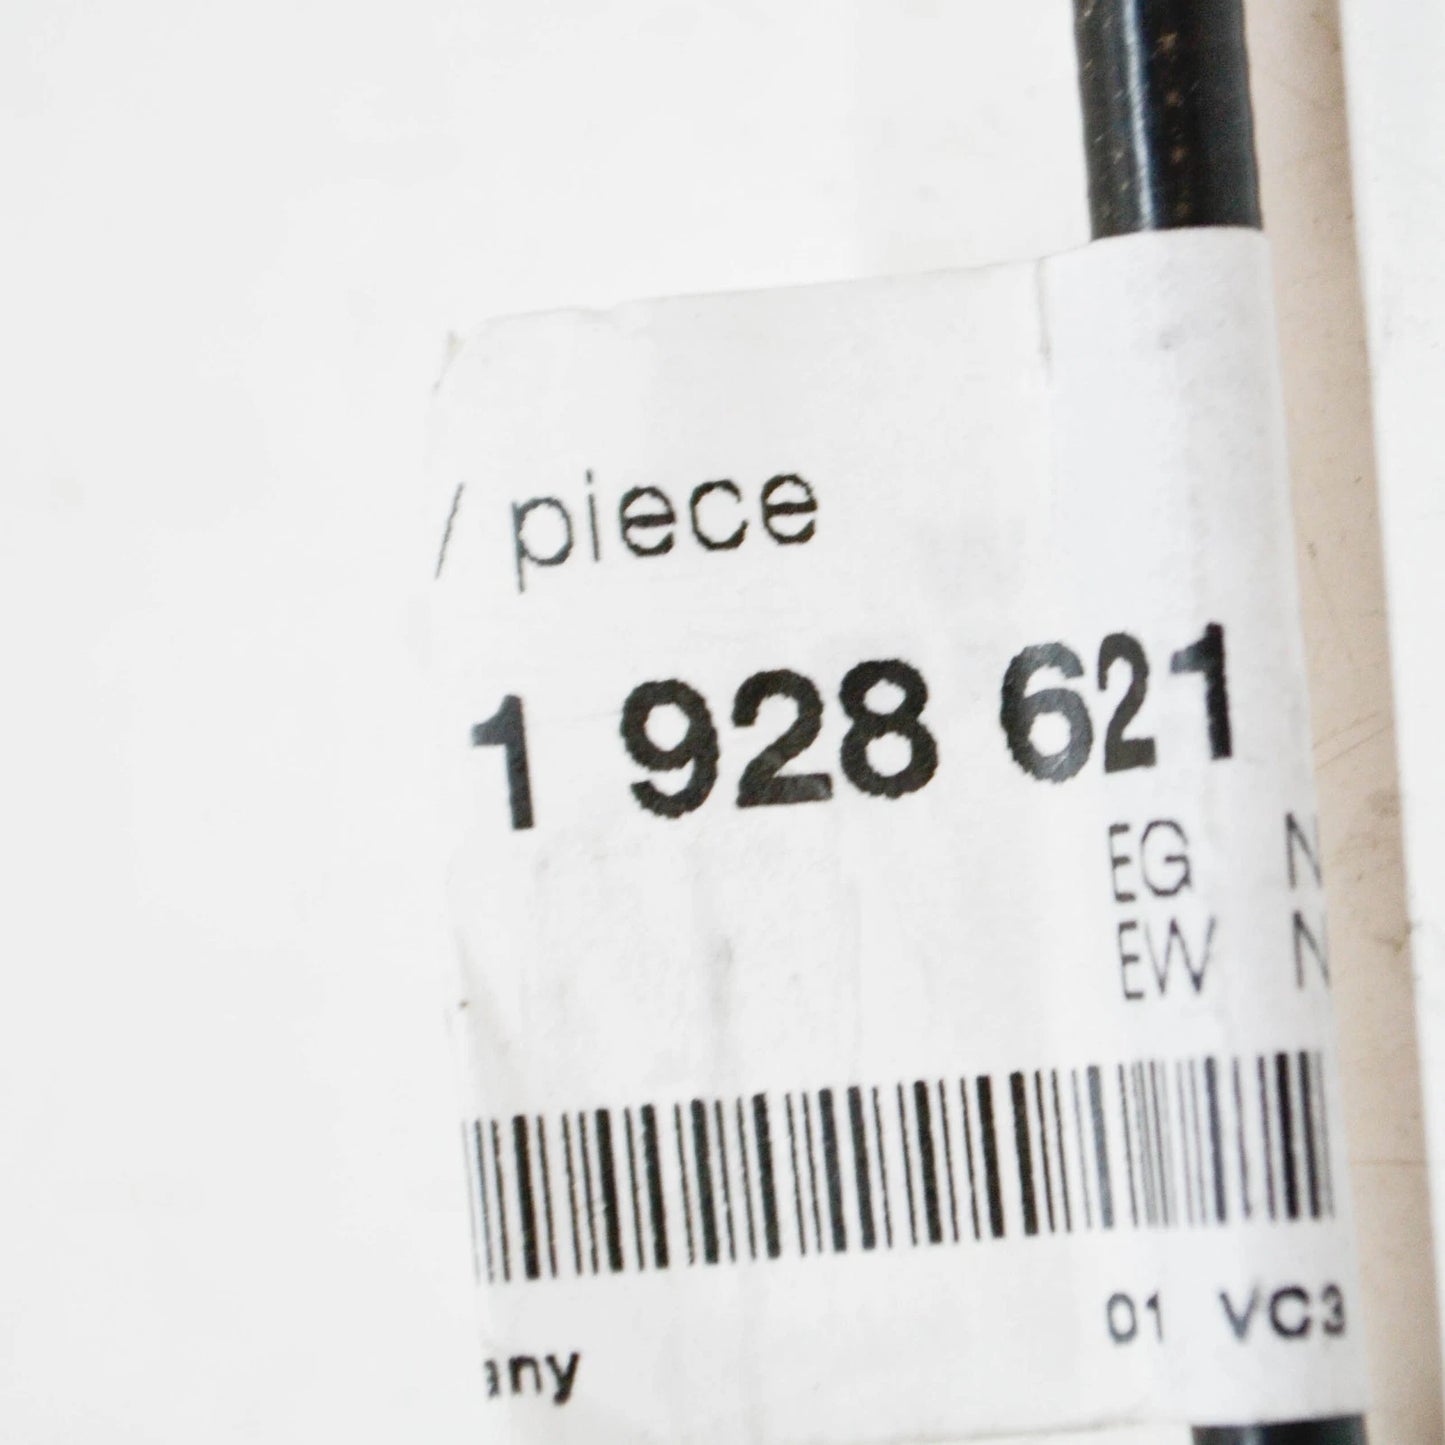 / piece
1 928 621
EG N
EW N
01 VC3
any